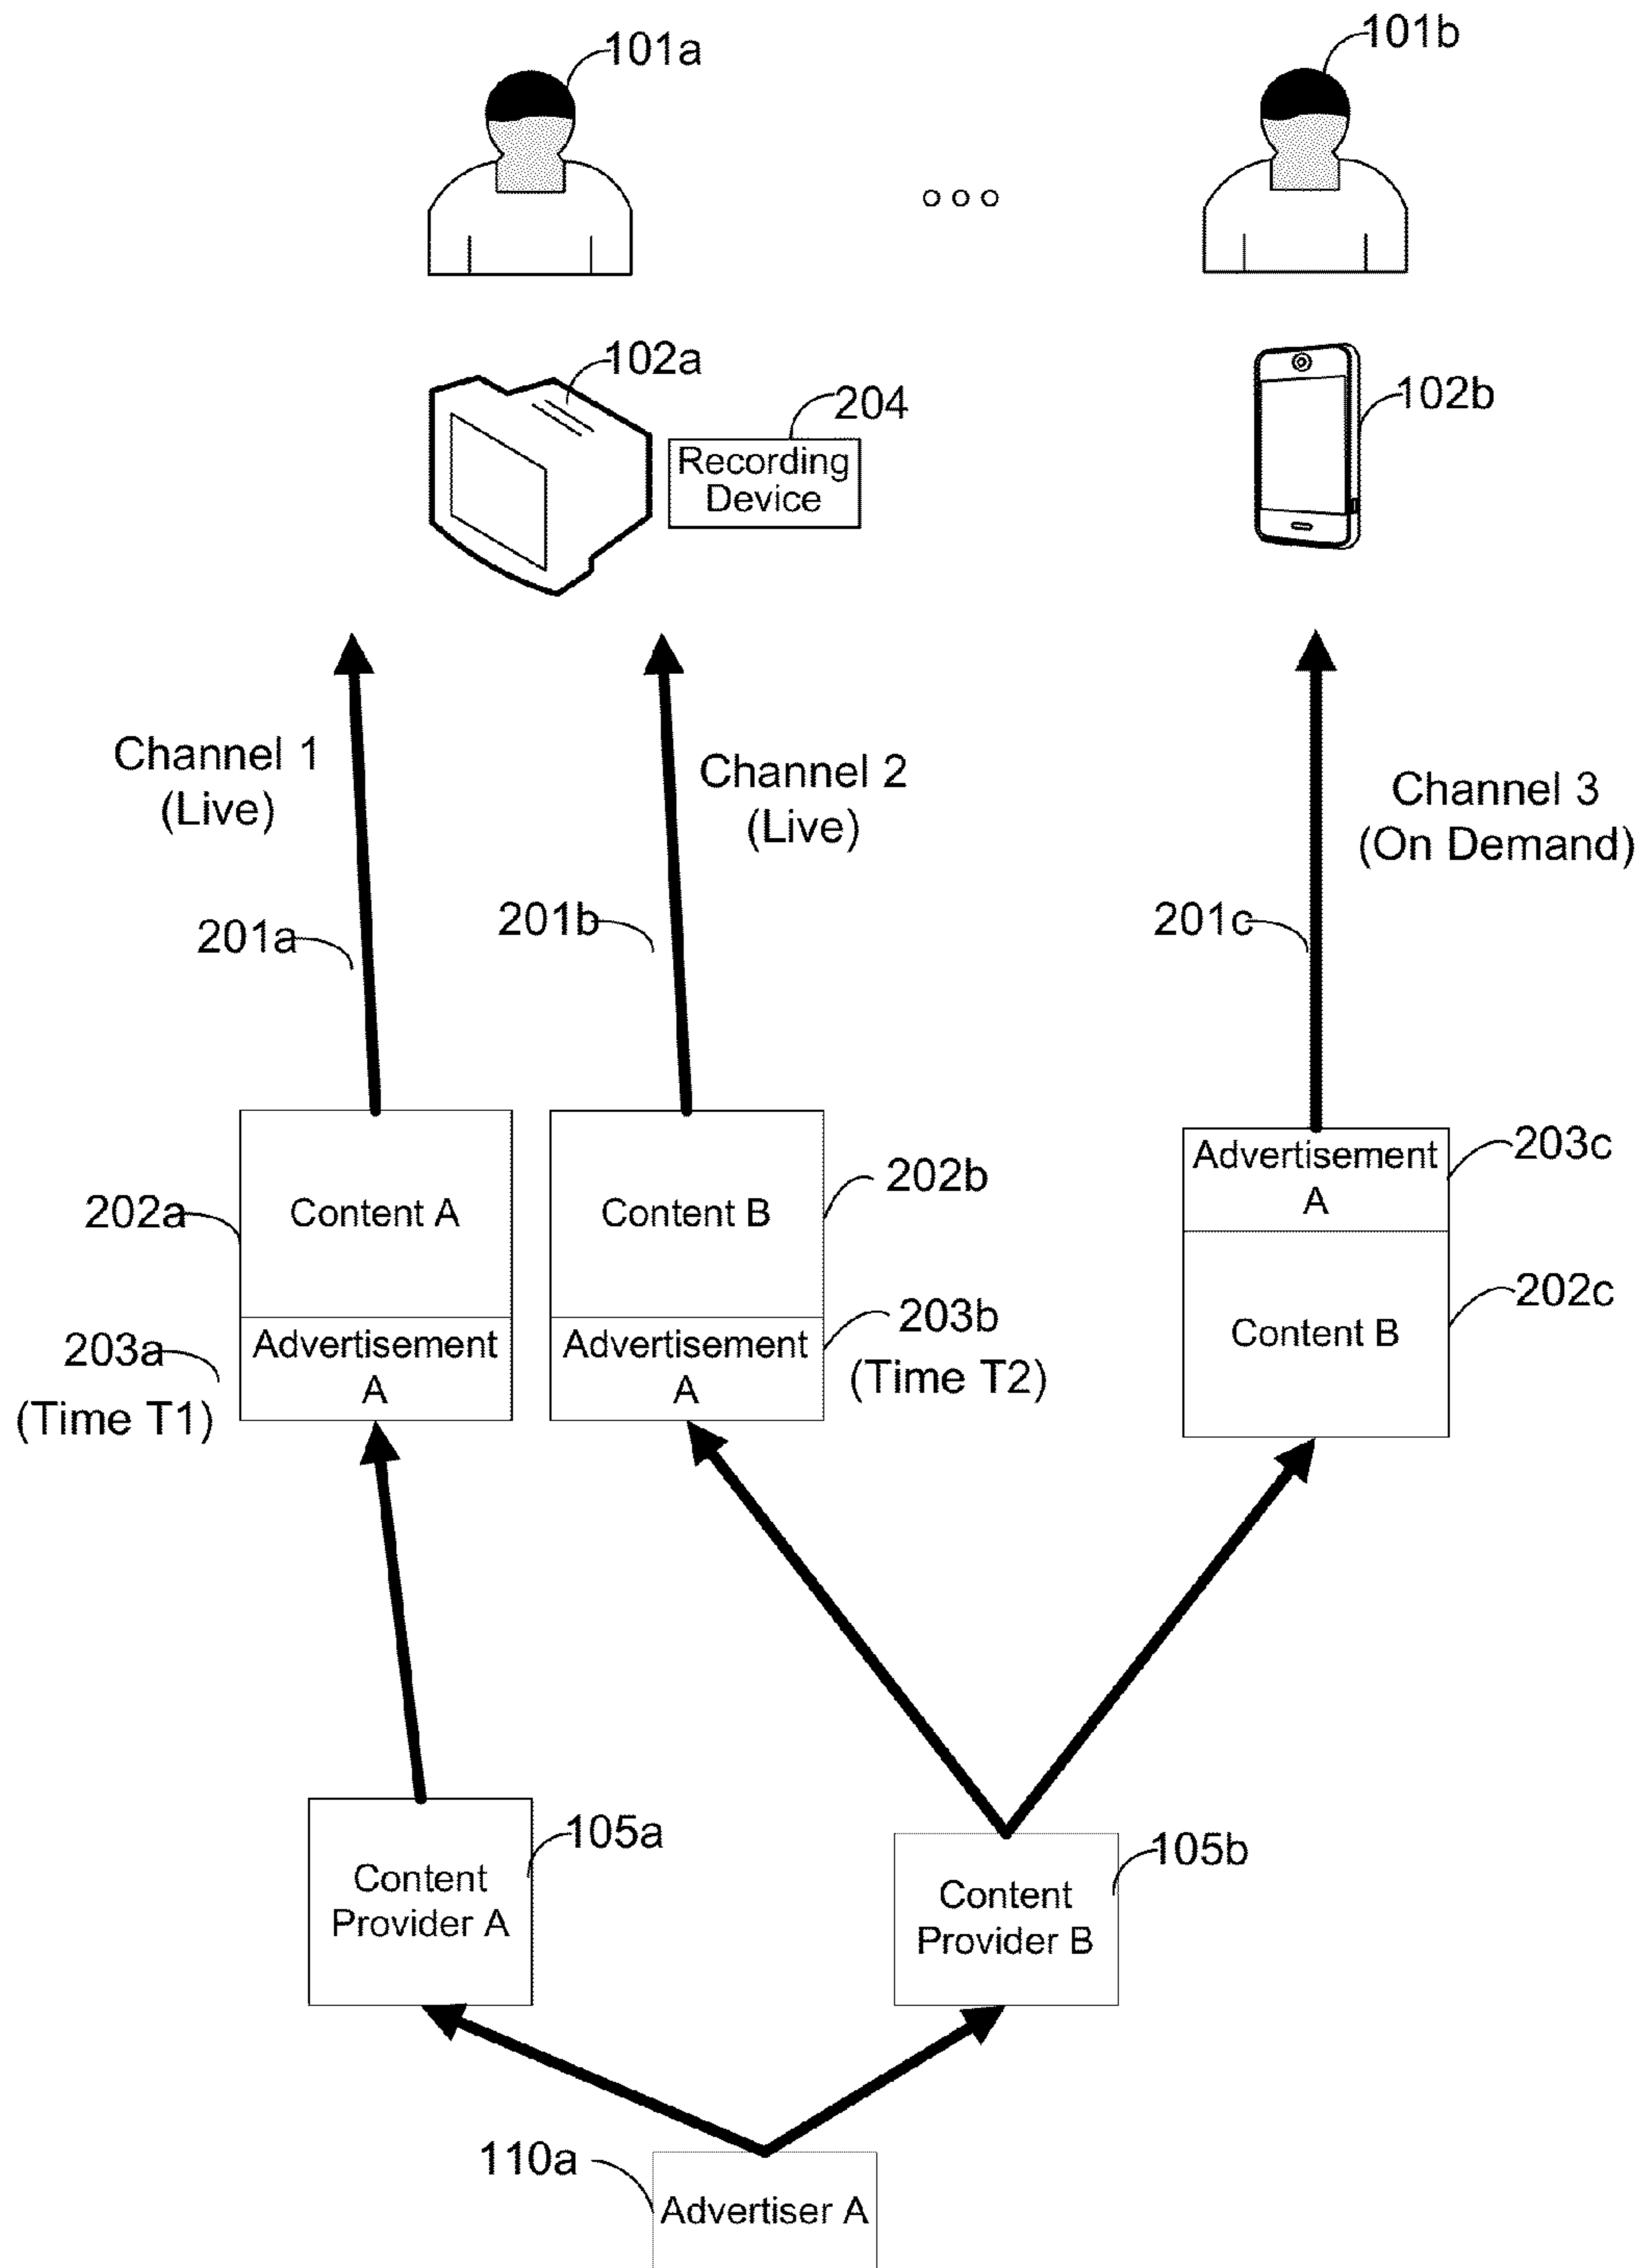 101a
101b
102a
204
Recording
Device
102b
Channel 1
(Live)
Channel 2
(Live)
Channel 3
(On Demand)
201a
201b
201c
202a
Content A
Content B
202b
Advertisement
A
203c
Content B
202c
203a
(Time T1)
Advertisement
A
Advertisement
A
203b
(Time T2)
Content
Provider A
105a
Content
Provider B
105b
110a
Advertiser A